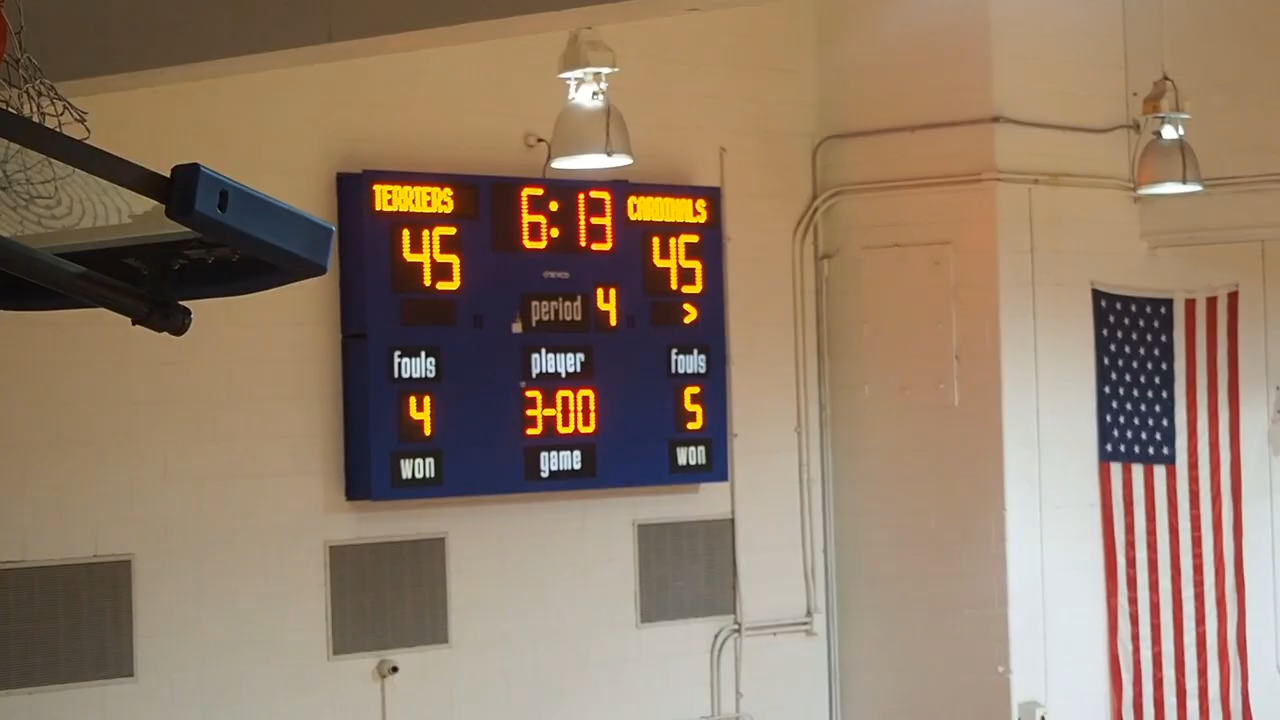 TERRIERS 6:13 CARDINALS
45 45
period 4 >
fouls player fouls
4 3-00 5
won game won